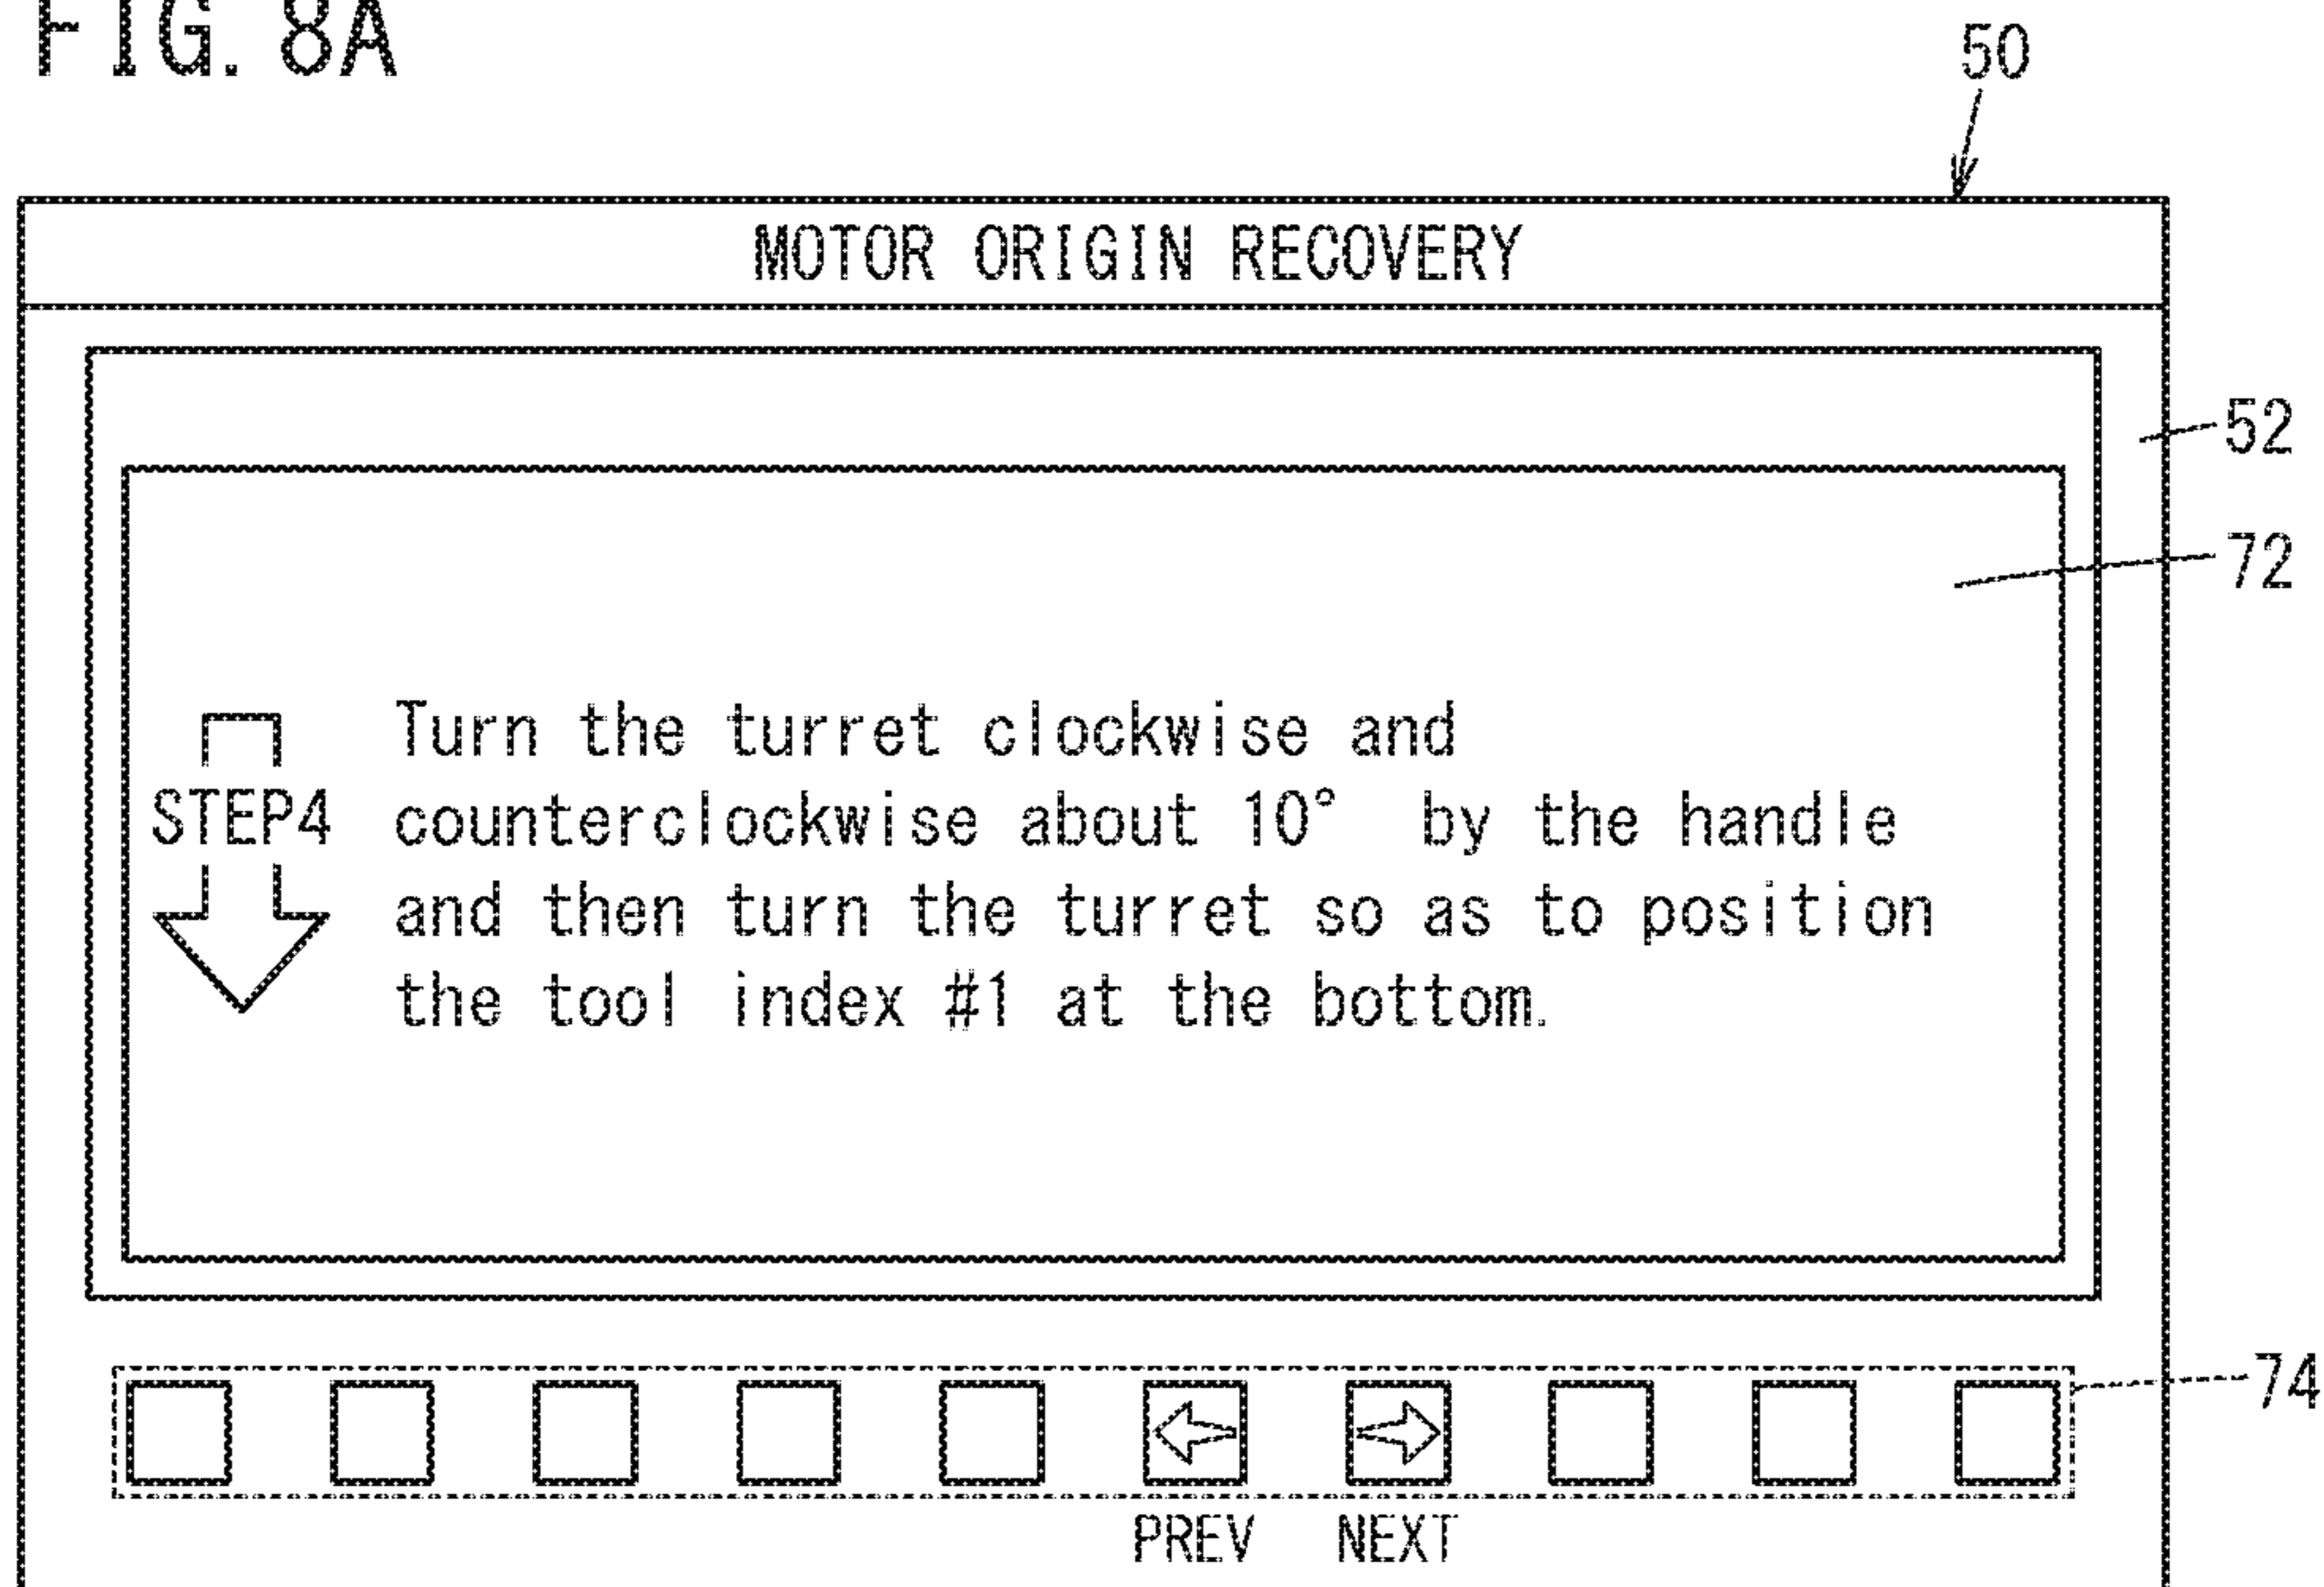 FIG. 8A
50
MOTOR ORIGIN RECOVERY
52
72
Turn the turret clockwise and
STEP4 counterclockwise about 10° by the handle
and then turn the turret so as to position
the tool index #1 at the bottom.
74
PREV NEXT